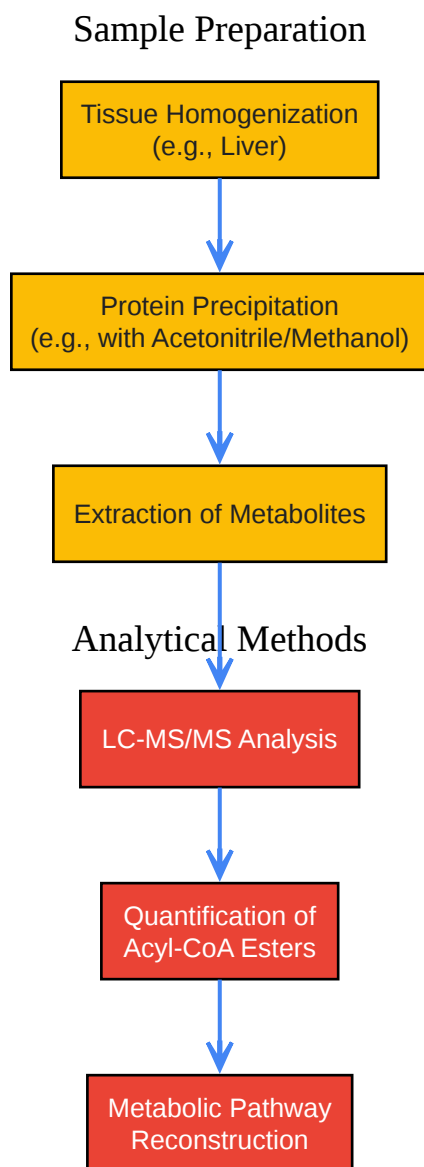 Sample Preparation
Tissue Homogenization
(e.g., Liver)
Protein Precipitation
(e.g., with Acetonitrile/Methanol)
Extraction of Metabolites
Analytical Methods
LC-MS/MS Analysis
Quantification of
Acyl-CoA Esters
Metabolic Pathway
Reconstruction